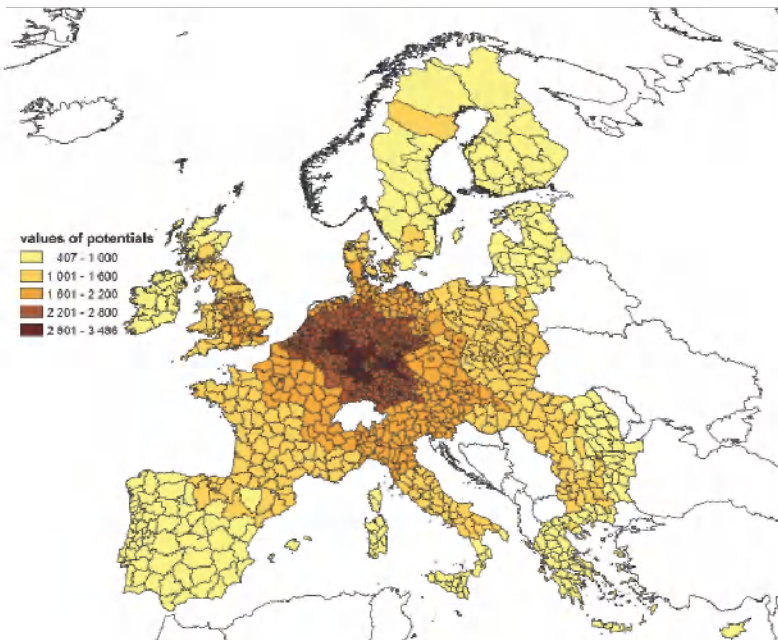 values of potentials
407 - 1 000
1 001 - 1 600
1 601 - 2 200
2 201 - 2 800
2 801 - 3 486